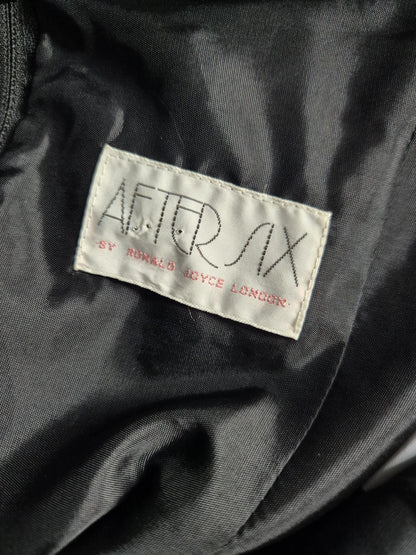 AFTER SIX
BY RONALD JOYCE LONDON